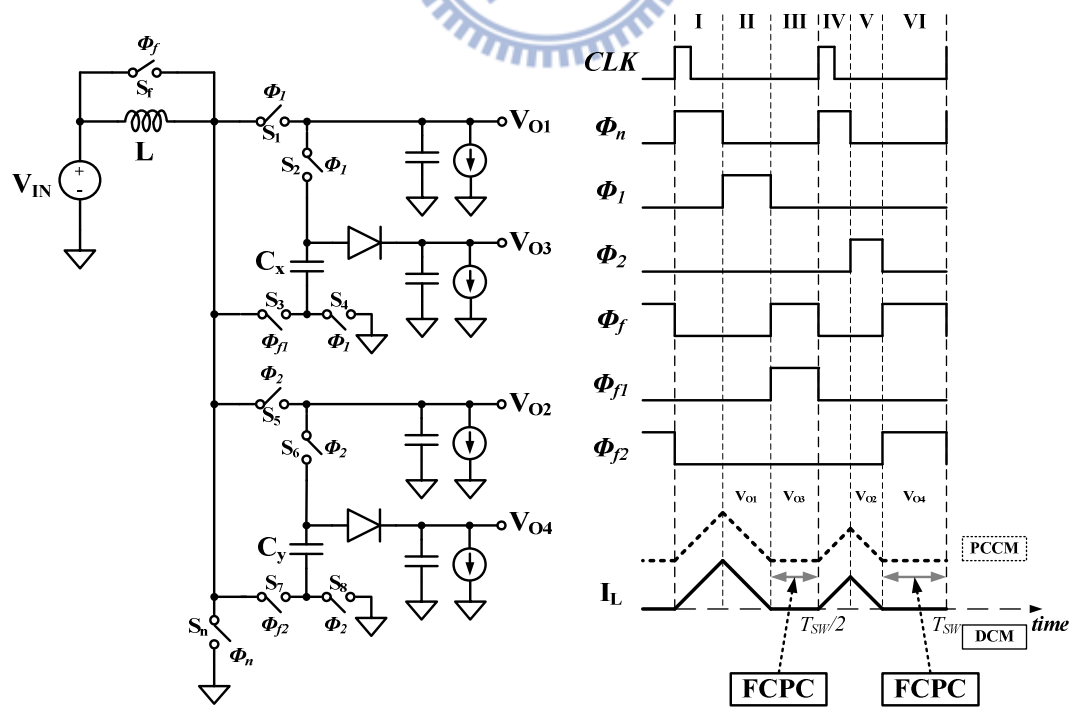 Φf
Sf
L
VIN
+
-
Φ1
S1
VO1
S2 Φ1
VO3
Cx
S3
Φf1
S4
Φ1
Φ2
S5
VO2
S6 Φ2
VO4
Cy
S7
Φf2
S8
Φ2
Sn
Φn
I II III IV V VI
CLK
Φn
Φ1
Φ2
Φf
Φf1
Φf2
VO1 VO3 VO2 VO4
PCCM
IL
TSW/2 TSW time
DCM
FCPC FCPC